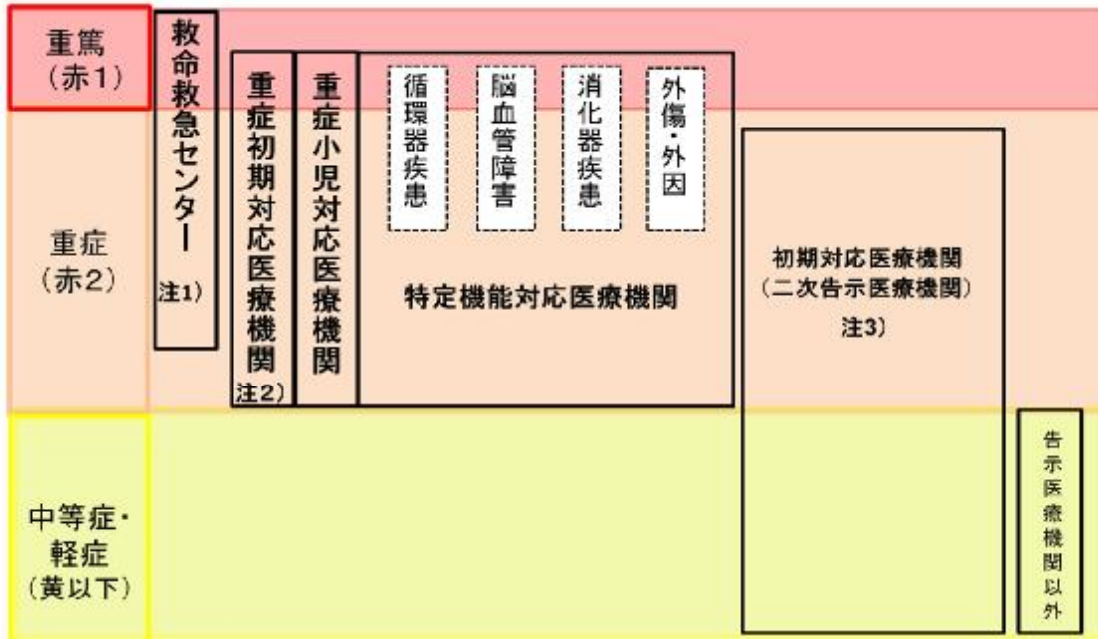 重篤
（赤1）
救命救急センター
注1）
重症初期対応医療機関
注2）
重症小児対応医療機関
循環器疾患
脳血管障害
消化器疾患
外傷・外因
特定機能対応医療機関
重症
（赤2）
初期対応医療機関
（二次告示医療機関）
注3）
中等症・
軽症
（黄以下）
告示医療機関以外